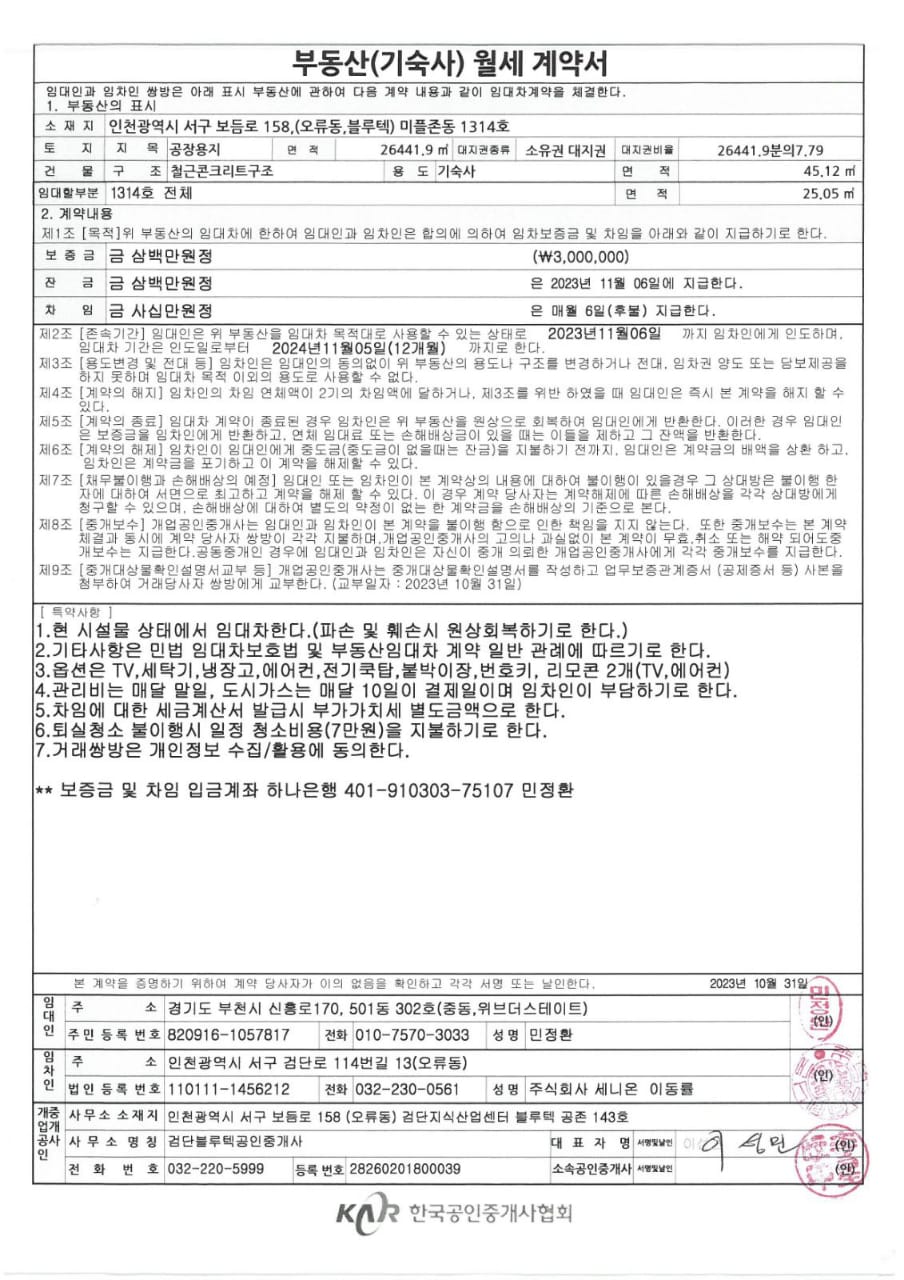 부동산(기숙사) 월세 계약서
임대인과 임차인 쌍방은 아래 표시 부동산에 관하여 다음 계약 내용과 같이 임대차계약을 체결한다.
1. 부동산의 표시
소 재 지 인천광역시 서구 보듬로 158,(오류동,블루텍) 미플존동 1314호
토 지 지 목 공장용지 면 적 26441.9 ㎡ 대지권종류 소유권 대지권 대지권비율 26441.9분의7.79
건 물 구 조 철근콘크리트구조 용 도 기숙사 면 적 45.12 ㎡
임대할부분 1314호 전체 면 적 25.05 ㎡
2. 계약내용
제1조 [목적]위 부동산의 임대차에 한하여 임대인과 임차인은 합의에 의하여 임차보증금 및 차임을 아래와 같이 지급하기로 한다.
보 증 금 금 삼백만원정 (₩3,000,000)
잔 금 금 삼백만원정 은 2023년 11월 06일에 지급한다.
차 임 금 사십만원정 은 매월 6일(후불) 지급한다.
제2조 [존속기간] 임대인은 위 부동산을 임대차 목적대로 사용할 수 있는 상태로 2023년11월06일 까지 임차인에게 인도하며,
임대차 기간은 인도일로부터 2024년11월05일(12개월) 까지로 한다.
제3조 [용도변경 및 전대 등] 임차인은 임대인의 동의없이 위 부동산의 용도나 구조를 변경하거나 전대, 임차권 양도 또는 담보제공을
하지 못하며 임대차 목적 이외의 용도로 사용할 수 없다.
제4조 [계약의 해지] 임차인의 차임 연체액이 2기의 차임액에 달하거나, 제3조를 위반 하였을 때 임대인은 즉시 본 계약을 해지 할 수
있다.
제5조 [계약의 종료] 임대차 계약이 종료된 경우 임차인은 위 부동산을 원상으로 회복하여 임대인에게 반환한다. 이러한 경우 임대인
은 보증금을 임차인에게 반환하고, 연체 임대료 또는 손해배상금이 있을 때는 이들을 제하고 그 잔액을 반환한다.
제6조 [계약의 해제] 임차인이 임대인에게 중도금(중도금이 없을때는 잔금)을 지불하기 전까지, 임대인은 계약금의 배액을 상환 하고,
임차인은 계약금을 포기하고 이 계약을 해제할 수 있다.
제7조 [채무불이행과 손해배상의 예정] 임대인 또는 임차인이 본 계약상의 내용에 대하여 불이행이 있을경우 그 상대방은 불이행 한
자에 대하여 서면으로 최고하고 계약을 해제 할 수 있다. 이 경우 계약 당사자는 계약해제에 따른 손해배상을 각각 상대방에게
청구할 수 있으며, 손해배상에 대하여 별도의 약정이 없는 한 계약금을 손해배상의 기준으로 본다.
제8조 [중개보수] 개업공인중개사는 임대인과 임차인이 본 계약을 불이행 함으로 인한 책임을 지지 않는다. 또한 중개보수는 본 계약
체결과 동시에 계약 당사자 쌍방이 각각 지불하며,개업공인중개사의 고의나 과실없이 본 계약이 무효,취소 또는 해약 되어도중
개보수는 지급한다.공동중개인 경우에 임대인과 임차인은 자신이 중개 의뢰한 개업공인중개사에게 각각 중개보수를 지급한다.
제9조 [중개대상물확인설명서교부 등] 개업공인중개사는 중개대상물확인설명서를 작성하고 업무보증관계증서 (공제증서 등) 사본을
첨부하여 거래당사자 쌍방에게 교부한다. (교부일자 : 2023년 10월 31일)
[ 특약사항 ]
1.현 시설물 상태에서 임대차한다.(파손 및 훼손시 원상회복하기로 한다.)
2.기타사항은 민법 임대차보호법 및 부동산임대차 계약 일반 관례에 따르기로 한다.
3.옵션은 TV,세탁기,냉장고,에어컨,전기쿡탑,붙박이장,번호키, 리모콘 2개(TV,에어컨)
4.관리비는 매달 말일, 도시가스는 매달 10일이 결제일이며 임차인이 부담하기로 한다.
5.차임에 대한 세금계산서 발급시 부가가치세 별도금액으로 한다.
6.퇴실청소 불이행시 일정 청소비용(7만원)을 지불하기로 한다.
7.거래쌍방은 개인정보 수집/활용에 동의한다.
** 보증금 및 차임 입금계좌 하나은행 401-910303-75107 민정환
본 계약을 증명하기 위하여 계약 당사자가 이의 없음을 확인하고 각각 서명 또는 날인한다. 2023년 10월 31일
임대인 주 소 경기도 부천시 신흥로170, 501동 302호(중동,위브더스테이트)
주민 등록 번호 820916-1057817 전화 010-7570-3033 성명 민정환 (인)
임차인 주 소 인천광역시 서구 검단로 114번길 13(오류동)
법인 등록 번호 110111-1456212 전화 032-230-0561 성명 주식회사 세니온 이동률 (인)
개업공인중개사 사무소 소재지 인천광역시 서구 보듬로 158 (오류동) 검단지식산업센터 블루텍 공존 143호
사 무 소 명 칭 검단블루텍공인중개사 대 표 자 명 서명및날인 (인)
전 화 번 호 032-220-5999 등록 번호 28260201800039 소속공인중개사 서명및날인 (인)
KAR 한국공인중개사협회